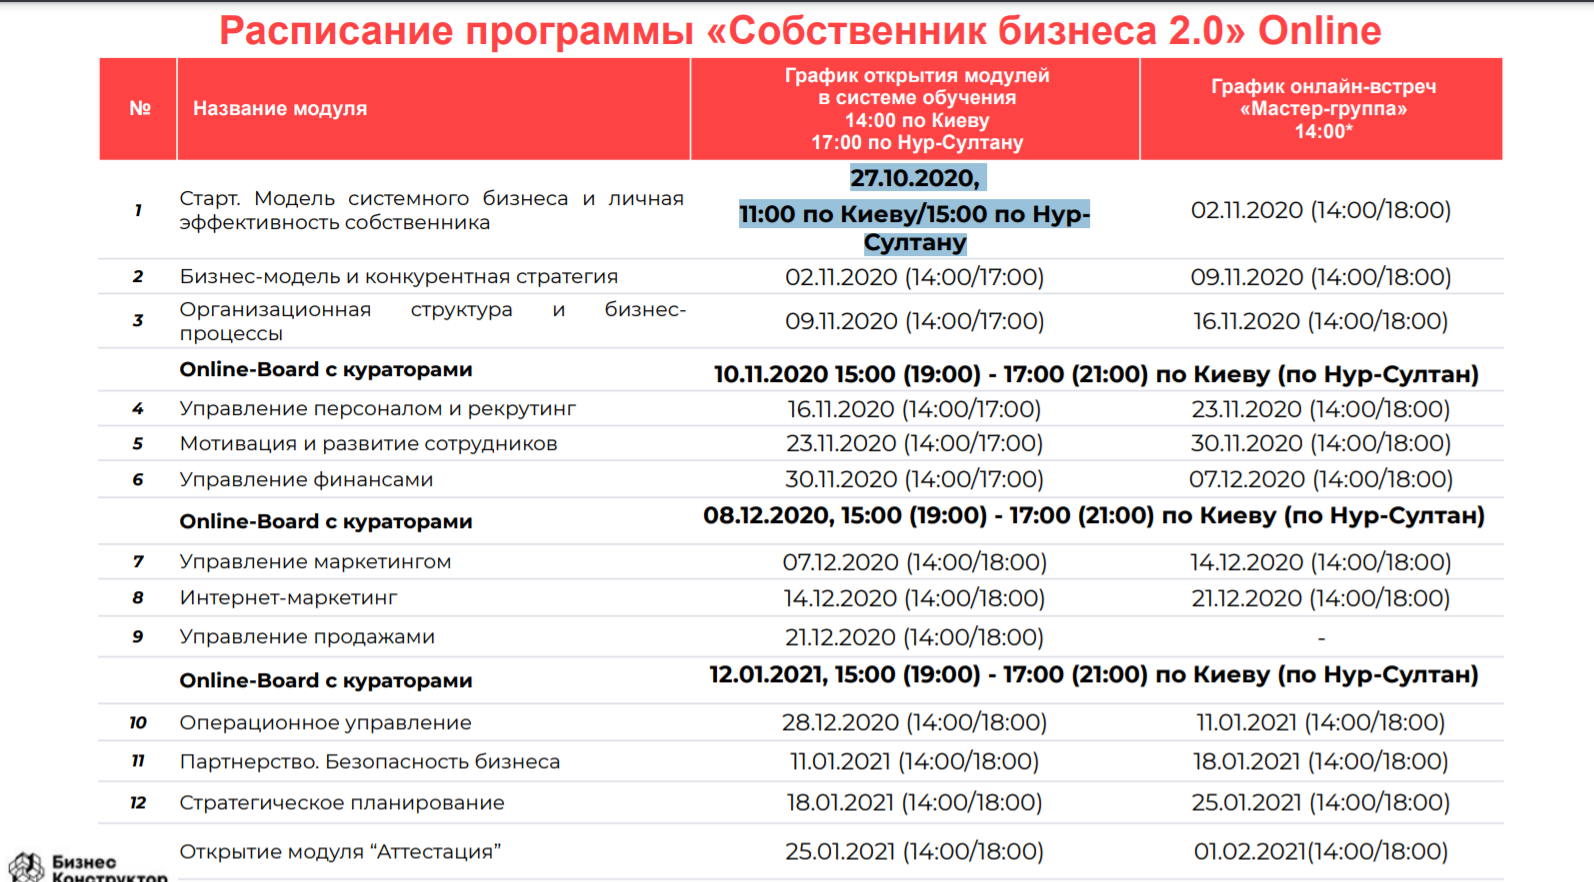 Расписание программы «Собственник бизнеса 2.0» Online
№
Название модуля
График открытия модулей
в системе обучения
14:00 по Киеву
17:00 по Нур-Султану
График онлайн-встреч
«Мастер-группа»
14:00*
1
Старт. Модель системного бизнеса и личная
эффективность собственника
27.10.2020,
11:00 по Киеву/15:00 по Нур-
Султану
02.11.2020 (14:00/18:00)
2 Бизнес-модель и конкурентная стратегия 02.11.2020 (14:00/17:00) 09.11.2020 (14:00/18:00)
3
Организационная структура и бизнес-
процессы
09.11.2020 (14:00/17:00) 16.11.2020 (14:00/18:00)
Online-Board с кураторами 10.11.2020 15:00 (19:00) - 17:00 (21:00) по Киеву (по Нур-Султан)
4 Управление персоналом и рекрутинг 16.11.2020 (14:00/17:00) 23.11.2020 (14:00/18:00)
5 Мотивация и развитие сотрудников 23.11.2020 (14:00/17:00) 30.11.2020 (14:00/18:00)
6 Управление финансами 30.11.2020 (14:00/17:00) 07.12.2020 (14:00/18:00)
Online-Board с кураторами 08.12.2020, 15:00 (19:00) - 17:00 (21:00) по Киеву (по Нур-Султан)
7 Управление маркетингом 07.12.2020 (14:00/18:00) 14.12.2020 (14:00/18:00)
8 Интернет-маркетинг 14.12.2020 (14:00/18:00) 21.12.2020 (14:00/18:00)
9 Управление продажами 21.12.2020 (14:00/18:00) -
Online-Board с кураторами 12.01.2021, 15:00 (19:00) - 17:00 (21:00) по Киеву (по Нур-Султан)
10 Операционное управление 28.12.2020 (14:00/18:00) 11.01.2021 (14:00/18:00)
11 Партнерство. Безопасность бизнеса 11.01.2021 (14:00/18:00) 18.01.2021 (14:00/18:00)
12 Стратегическое планирование 18.01.2021 (14:00/18:00) 25.01.2021 (14:00/18:00)
Открытие модуля “Аттестация” 25.01.2021 (14:00/18:00) 01.02.2021(14:00/18:00)
Бизнес
Конструктор